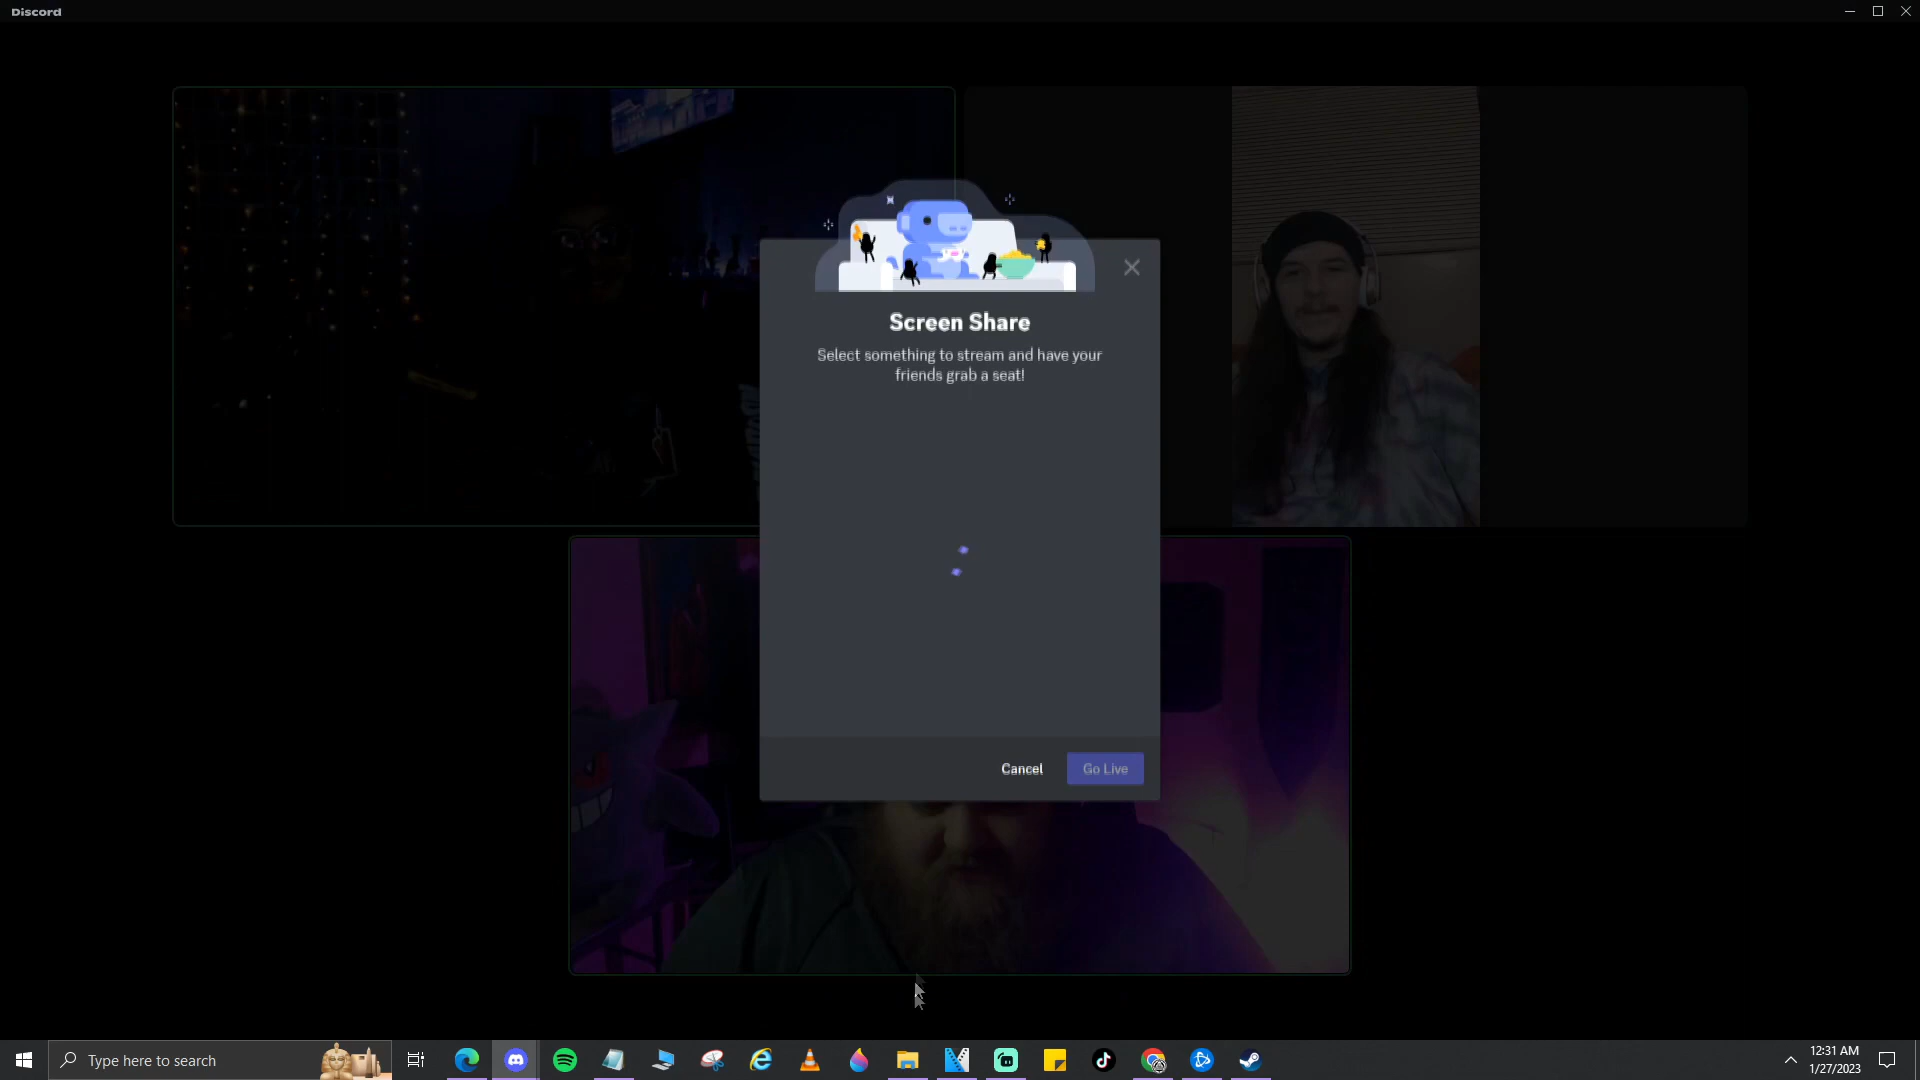 Discord
Screen Share
Select something to stream and have your
friends grab a seat!
Cancel
Go Live
Type here to search
12:31 AM
1/27/2023